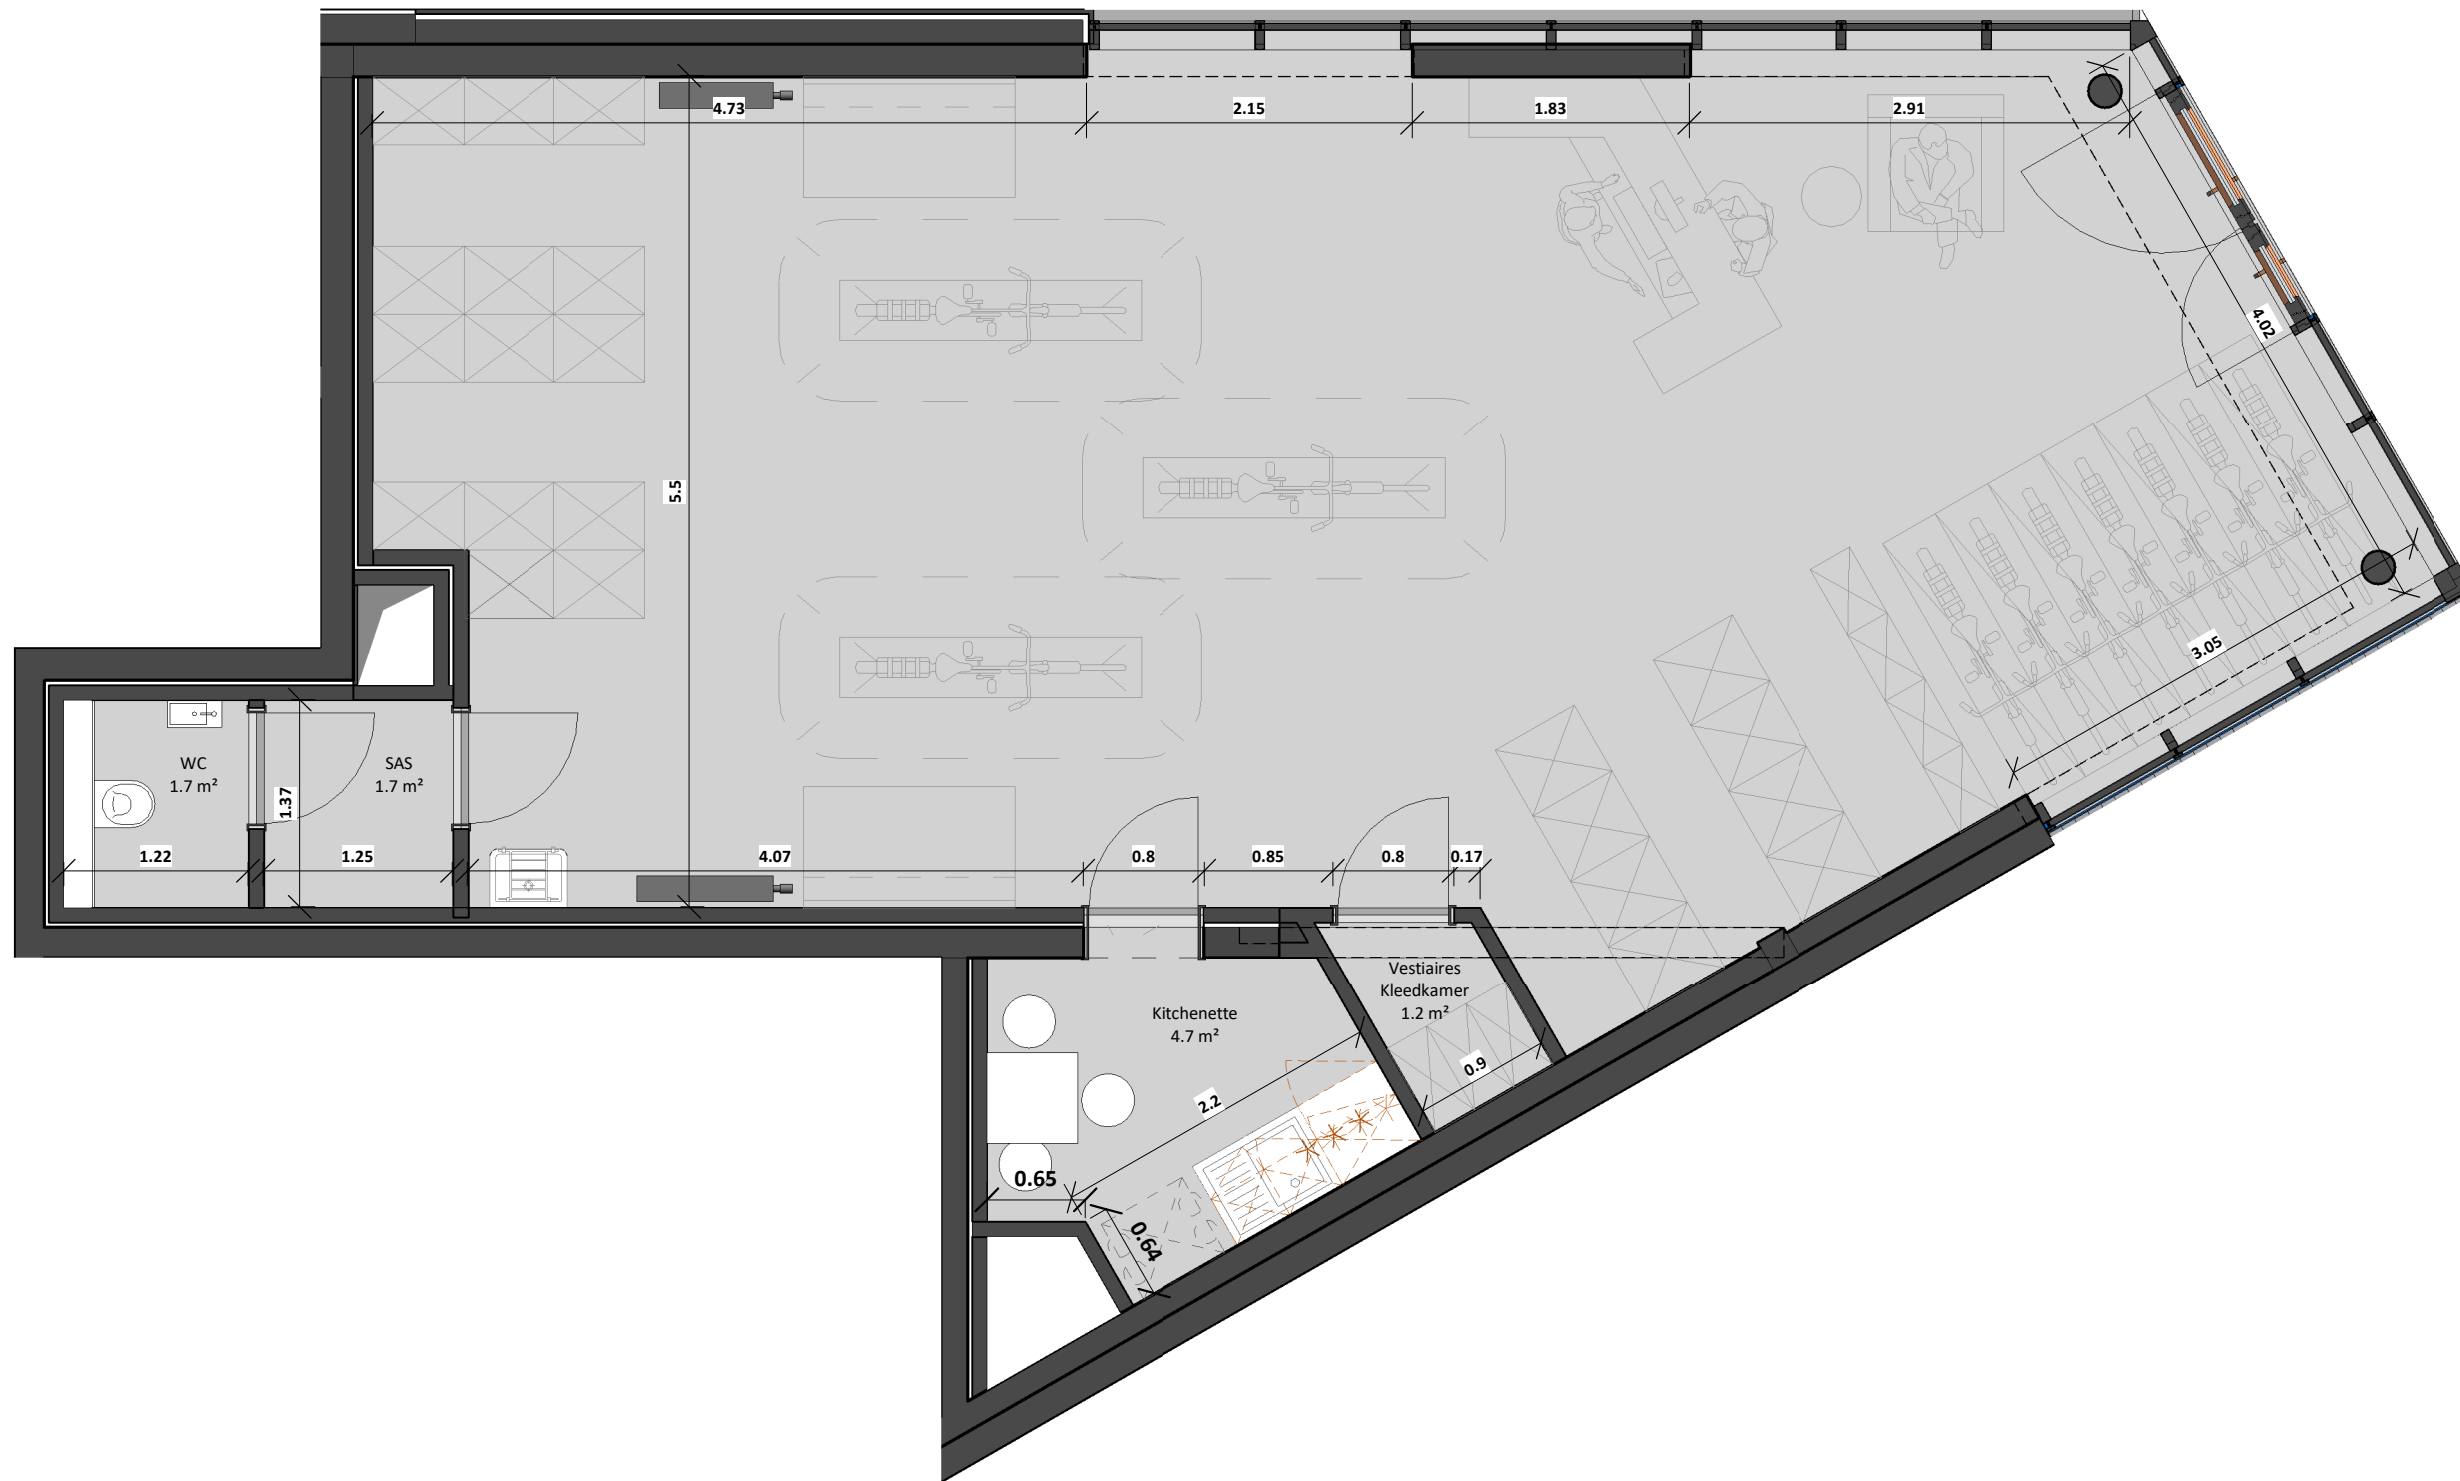 4.73
2.15
1.83
2.91
4.02
5.5
3.05
WC
1.7 m²
SAS
1.7 m²
1.37
1.22
1.25
4.07
0.8
0.85
0.8
0.17
Vestiaires
Kleedkamer
1.2 m²
Kitchenette
4.7 m²
0.9
2.2
0.65
0.64